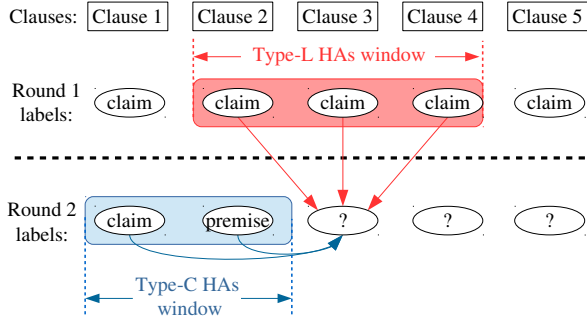 Clauses: Clause 1 Clause 2 Clause 3 Clause 4 Clause 5
Type-L HAs window
Round 1
labels:
claim claim claim claim claim
Round 2
labels:
claim premise ? ? ?
Type-C HAs
window